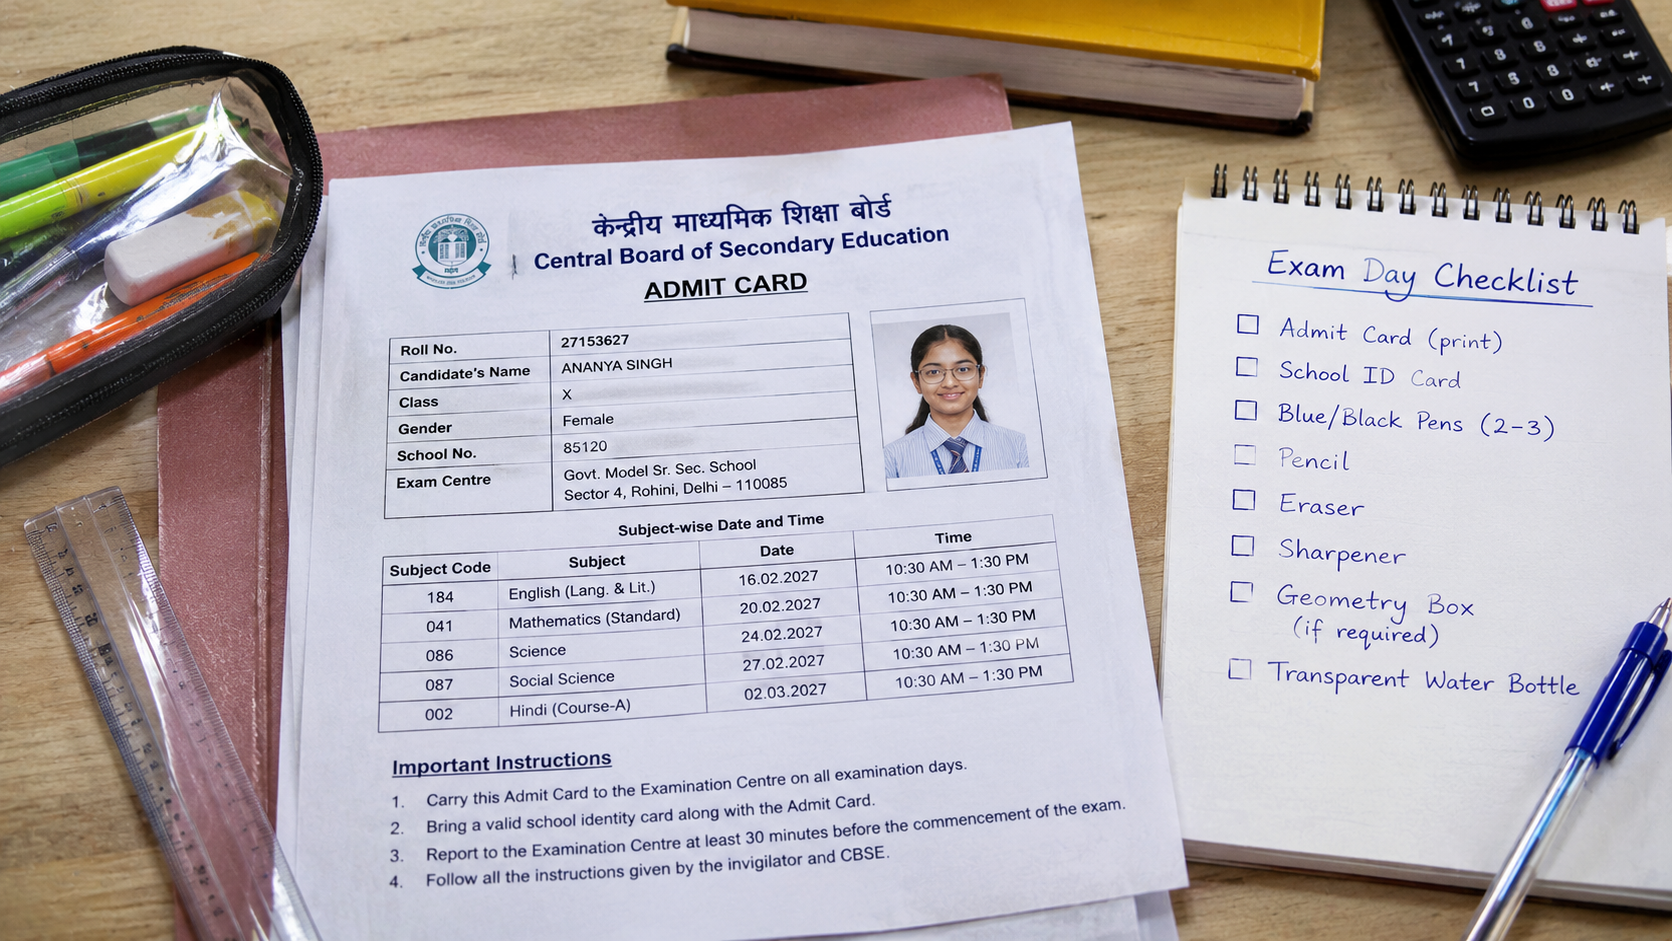 केन्द्रीय माध्यमिक शिक्षा बोर्ड
Central Board of Secondary Education
ADMIT CARD
Roll No. 27153627
Candidate's Name ANANYA SINGH
Class X
Gender Female
School No. 85120
Exam Centre Govt. Model Sr. Sec. School
Sector 4, Rohini, Delhi – 110085
Subject-wise Date and Time
Subject Code Subject Date Time
184 English (Lang. & Lit.) 16.02.2027 10:30 AM – 1:30 PM
041 Mathematics (Standard) 20.02.2027 10:30 AM – 1:30 PM
086 Science 24.02.2027 10:30 AM – 1:30 PM
087 Social Science 27.02.2027 10:30 AM – 1:30 PM
002 Hindi (Course-A) 02.03.2027 10:30 AM – 1:30 PM
Important Instructions
1. Carry this Admit Card to the Examination Centre on all examination days.
2. Bring a valid school identity card along with the Admit Card.
3. Report to the Examination Centre at least 30 minutes before the commencement of the exam.
4. Follow all the instructions given by the invigilator and CBSE.
Exam Day Checklist
Admit Card (print)
School ID Card
Blue/Black Pens (2-3)
Pencil
Eraser
Sharpener
Geometry Box
(if required)
Transparent Water Bottle